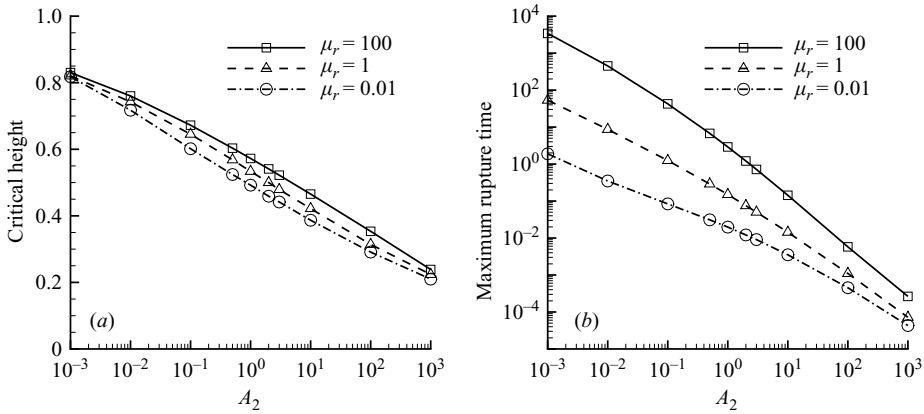 1.0
0.8
0.6
0.4
0.2
0
Critical height
μr = 100
μr = 1
μr = 0.01
(a)
10⁻³ 10⁻² 10⁻¹ 10⁰ 10¹ 10² 10³
A₂
10⁴
10²
10⁰
10⁻²
10⁻⁴
Maximum rupture time
μr = 100
μr = 1
μr = 0.01
(b)
10⁻³ 10⁻² 10⁻¹ 10⁰ 10¹ 10² 10³
A₂